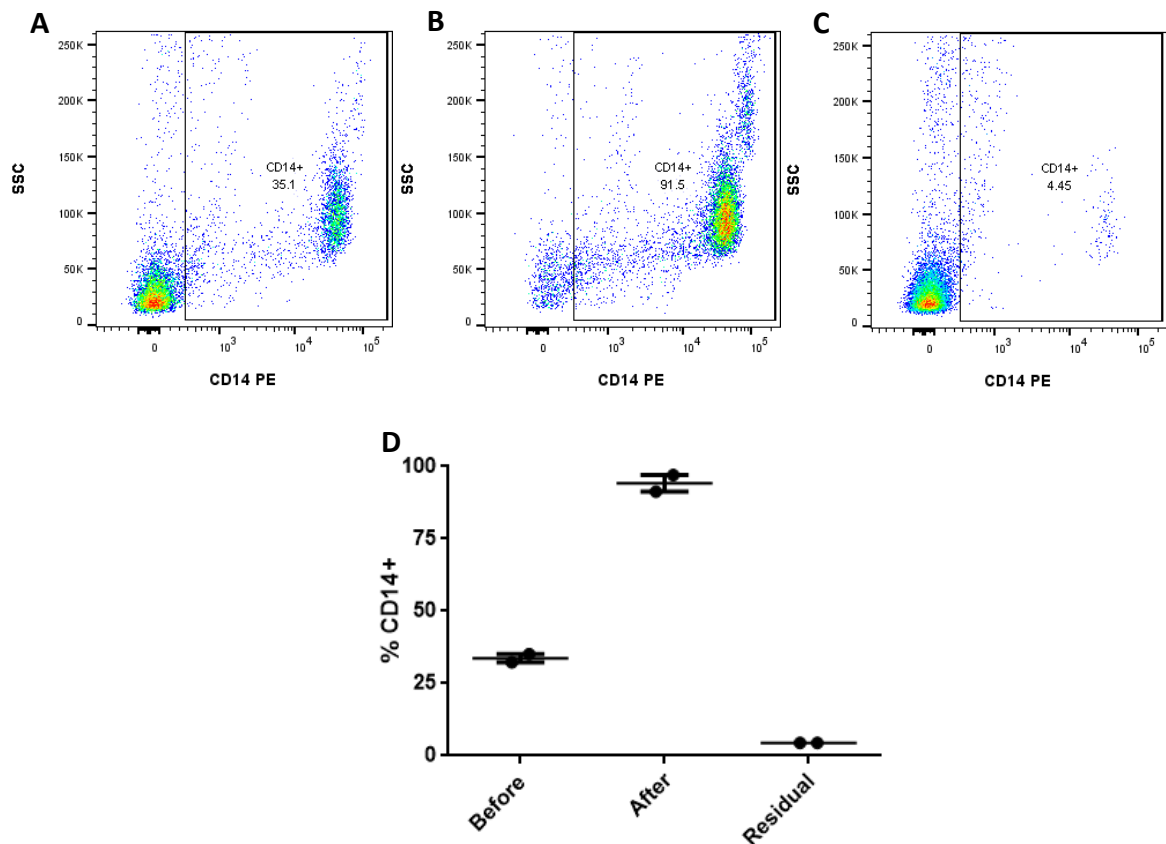 A
B
C
250K
200K
150K
100K
50K
0
SSC
CD14+
35.1
0
10³
10⁴
10⁵
CD14 PE
250K
200K
150K
100K
50K
0
SSC
CD14+
91.5
0
10³
10⁴
10⁵
CD14 PE
250K
200K
150K
100K
50K
0
SSC
CD14+
4.45
0
10³
10⁴
10⁵
CD14 PE
D
100
75
50
25
0
% CD14+
Before
After
Residual